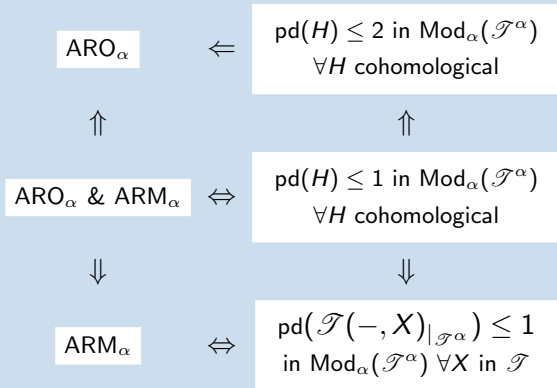 ARO_α ⇐ pd(H) ≤ 2 in Mod_α(𝒯^α)
∀H cohomological
⇑ ⇑
ARO_α & ARM_α ⇔ pd(H) ≤ 1 in Mod_α(𝒯^α)
∀H cohomological
⇓ ⇓
ARM_α ⇔ pd(𝒯(−, X)_{|_{𝒯^α}}) ≤ 1
in Mod_α(𝒯^α) ∀X in 𝒯